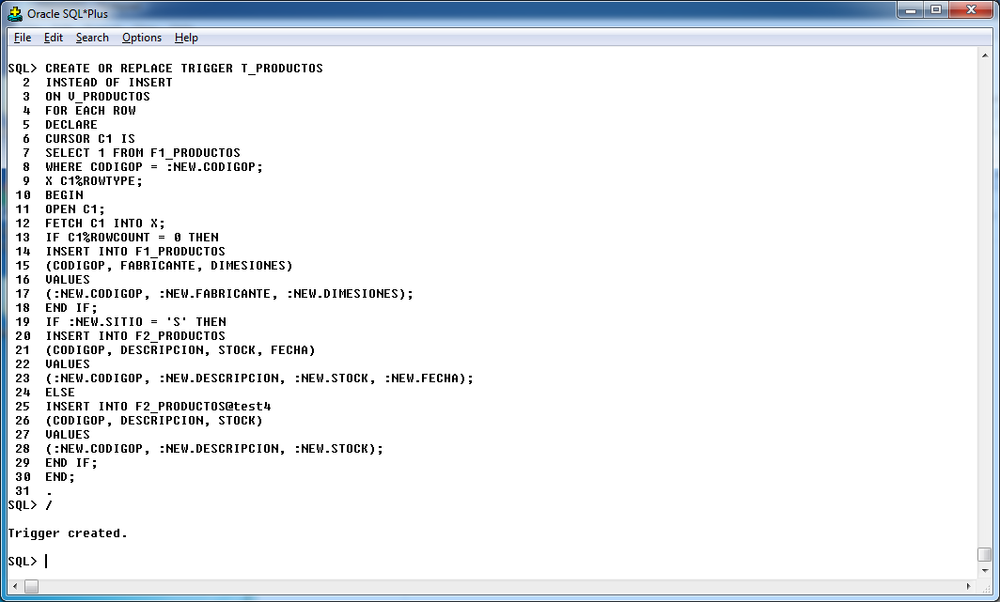 Oracle SQL*Plus
File Edit Search Options Help
SQL> CREATE OR REPLACE TRIGGER T_PRODUCTOS
2 INSTEAD OF INSERT
3 ON V_PRODUCTOS
4 FOR EACH ROW
5 DECLARE
6 CURSOR C1 IS
7 SELECT 1 FROM F1_PRODUCTOS
8 WHERE CODIGOP = :NEW.CODIGOP;
9 X C1%ROWTYPE;
10 BEGIN
11 OPEN C1;
12 FETCH C1 INTO X;
13 IF C1%ROWCOUNT = 0 THEN
14 INSERT INTO F1_PRODUCTOS
15 (CODIGOP, FABRICANTE, DIMESIONES)
16 VALUES
17 (:NEW.CODIGOP, :NEW.FABRICANTE, :NEW.DIMESIONES);
18 END IF;
19 IF :NEW.SITIO = 'S' THEN
20 INSERT INTO F2_PRODUCTOS
21 (CODIGOP, DESCRIPCION, STOCK, FECHA)
22 VALUES
23 (:NEW.CODIGOP, :NEW.DESCRIPCION, :NEW.STOCK, :NEW.FECHA);
24 ELSE
25 INSERT INTO F2_PRODUCTOS@test4
26 (CODIGOP, DESCRIPCION, STOCK)
27 VALUES
28 (:NEW.CODIGOP, :NEW.DESCRIPCION, :NEW.STOCK);
29 END IF;
30 END;
31 .
SQL> /
Trigger created.
SQL>